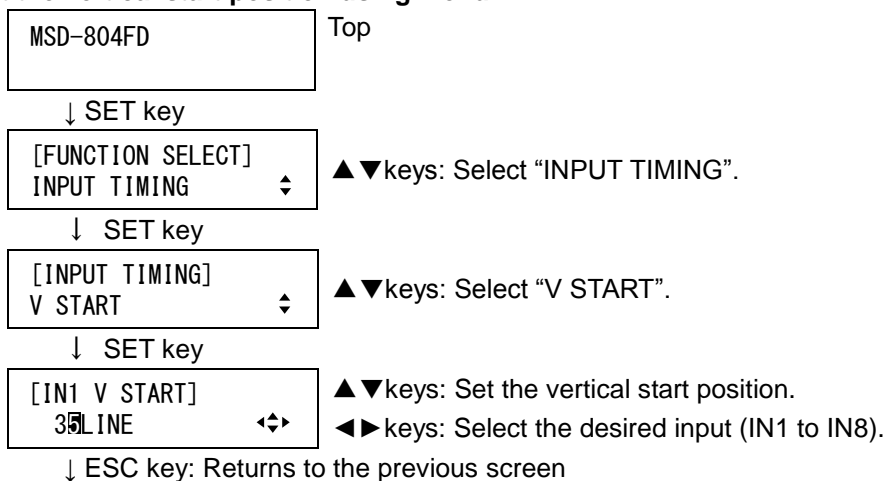 MSD-804FD
Top
↓ SET key
[FUNCTION SELECT]
INPUT TIMING
▲▼keys: Select “INPUT TIMING”.
↓ SET key
[INPUT TIMING]
V START
▲▼keys: Select “V START”.
↓ SET key
[IN1 V START]
35LINE
▲▼keys: Set the vertical start position.
◄►keys: Select the desired input (IN1 to IN8).
↓ ESC key: Returns to the previous screen